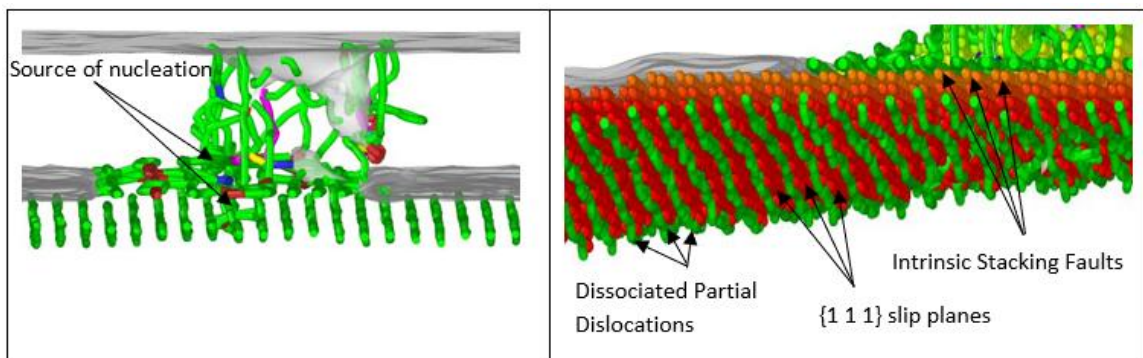 Source of nucleation
Intrinsic Stacking Faults
Dissociated Partial
Dislocations
{1 1 1} slip planes